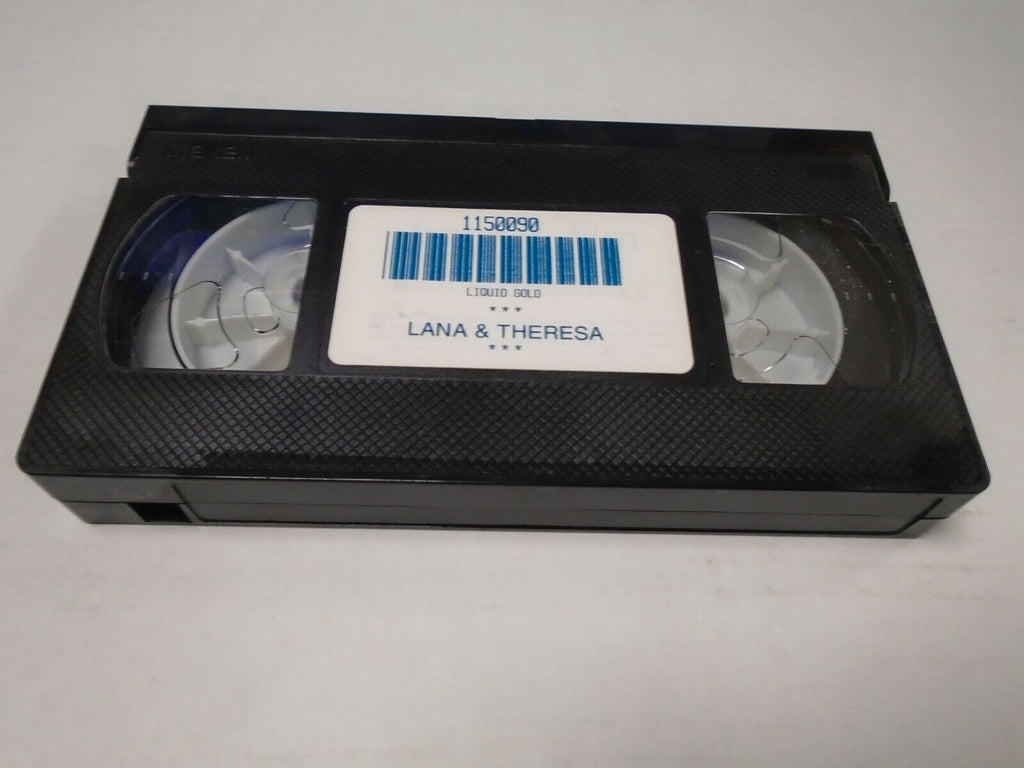 1150090
LIQUID GOLD
***
LANA & THERESA
***